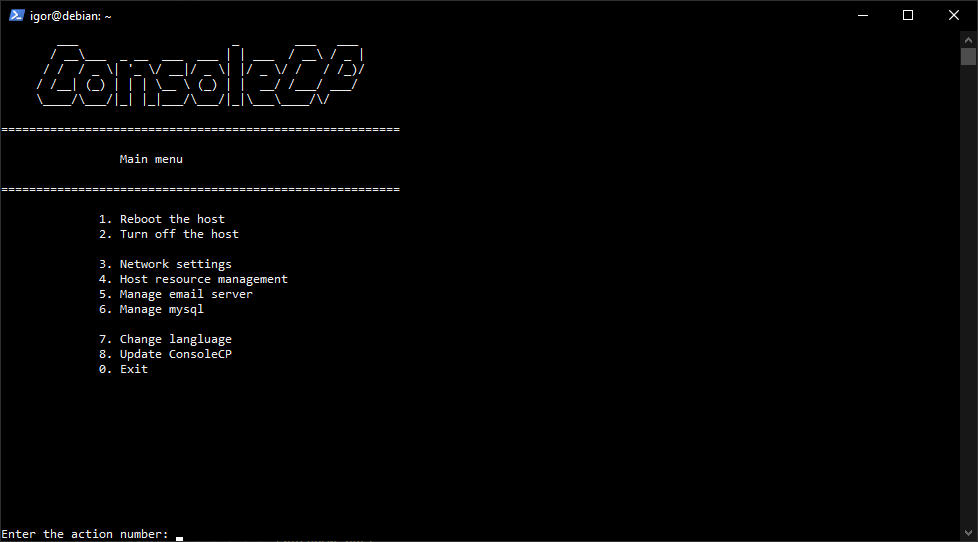 igor@debian: ~
ConsoleCP
============================================================
Main menu
============================================================
1. Reboot the host
2. Turn off the host
3. Network settings
4. Host resource management
5. Manage email server
6. Manage mysql
7. Change langluage
8. Update ConsoleCP
0. Exit
Enter the action number: